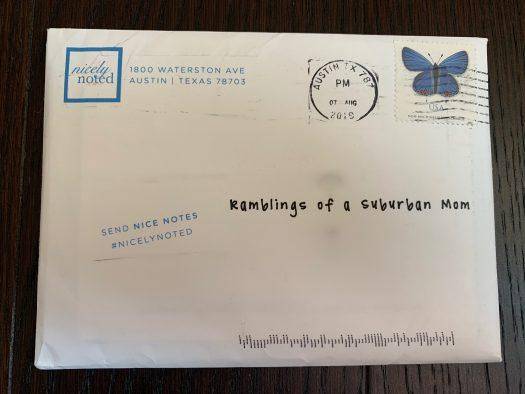 nicely
noted
1800 WATERSTON AVE
AUSTIN | TEXAS 78703
AUSTIN TX 787
PM
07 AUG
USA
Ramblings of a Suburban Mom
SEND NICE NOTES
#NICELYNOTED